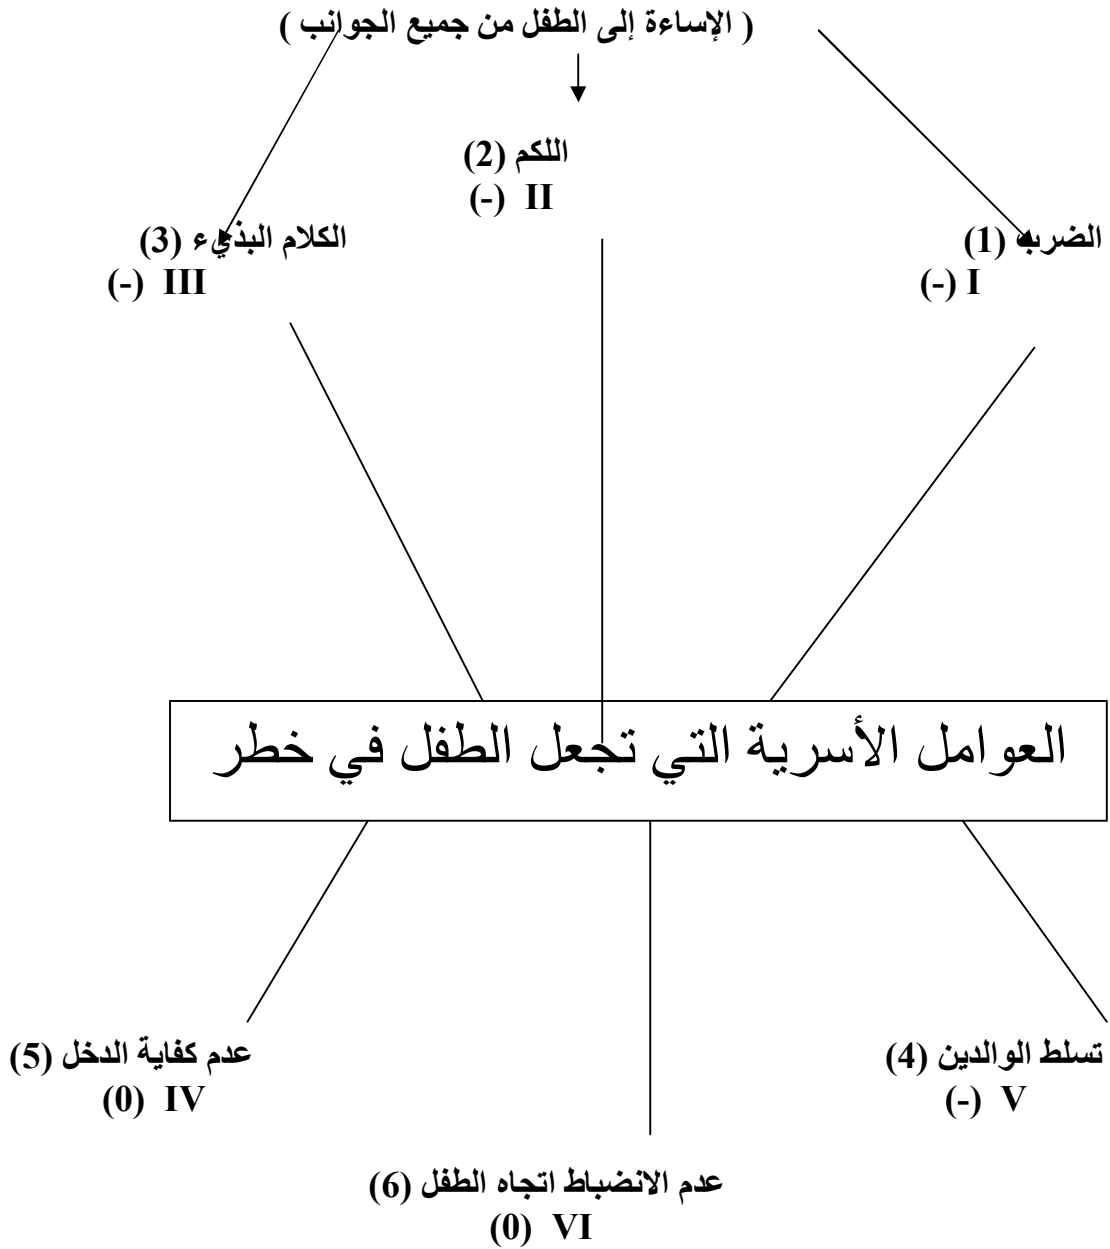 ( الإساءة إلى الطفل من جميع الجوانب )
اللكم (2)
(-) II
الضرب (1)
(-) I
الكلام البذيء (3)
(-) III
العوامل الأسرية التي تجعل الطفل في خطر
تسلط الوالدين (4)
(-) V
عدم كفاية الدخل (5)
(0) IV
عدم الانضباط اتجاه الطفل (6)
(0) VI